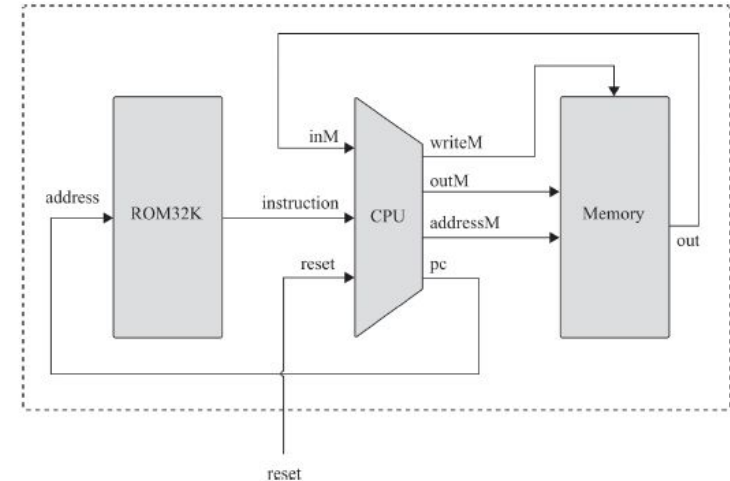 inM
writeM
address
ROM32K
instruction
CPU
outM
Memory
addressM
reset
pc
out
reset